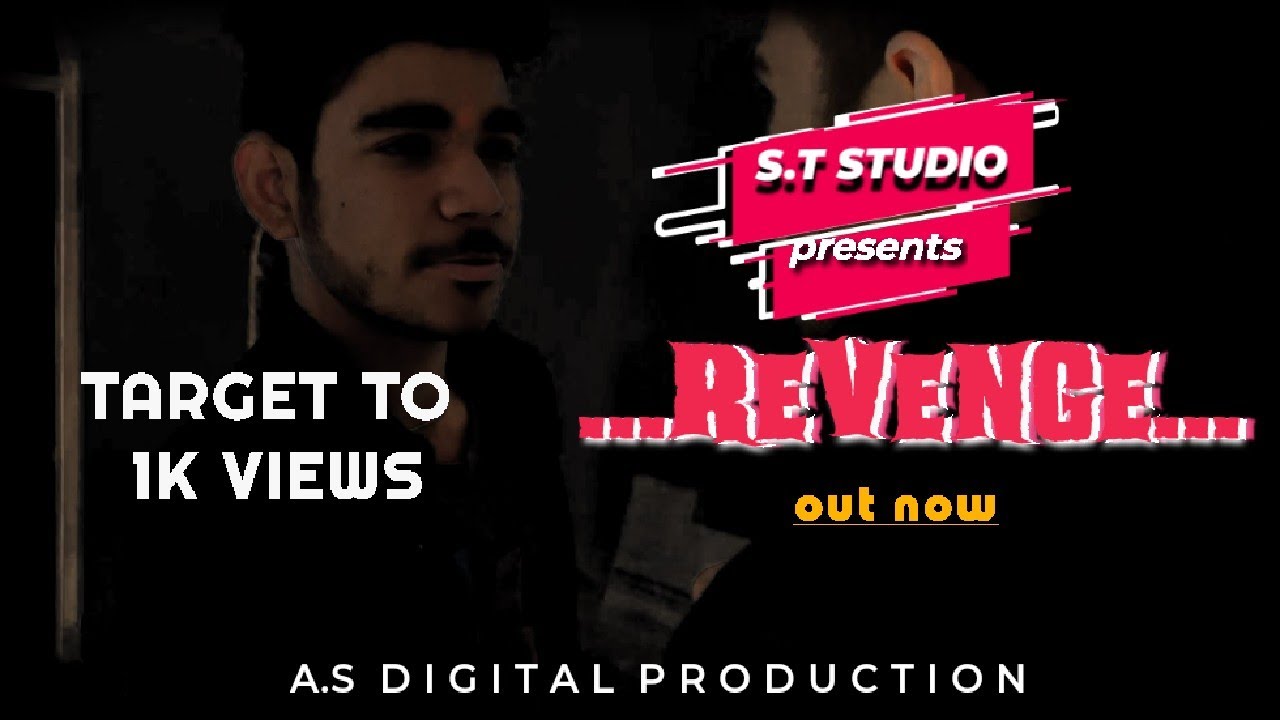 S.T STUDIO
presents
...REVENGE...
out now
TARGET TO
1K VIEWS
A.S DIGITAL PRODUCTION